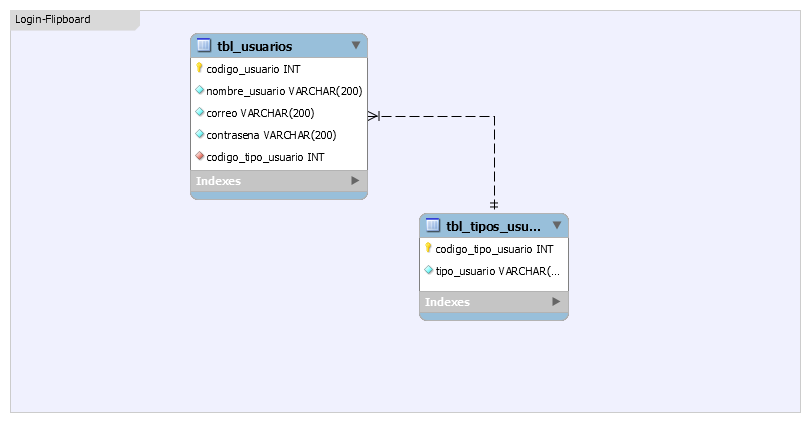 Login-Flipboard
tbl_usuarios
codigo_usuario INT
nombre_usuario VARCHAR(200)
correo VARCHAR(200)
contrasena VARCHAR(200)
codigo_tipo_usuario INT
Indexes
tbl_tipos_usu...
codigo_tipo_usuario INT
tipo_usuario VARCHAR(...
Indexes